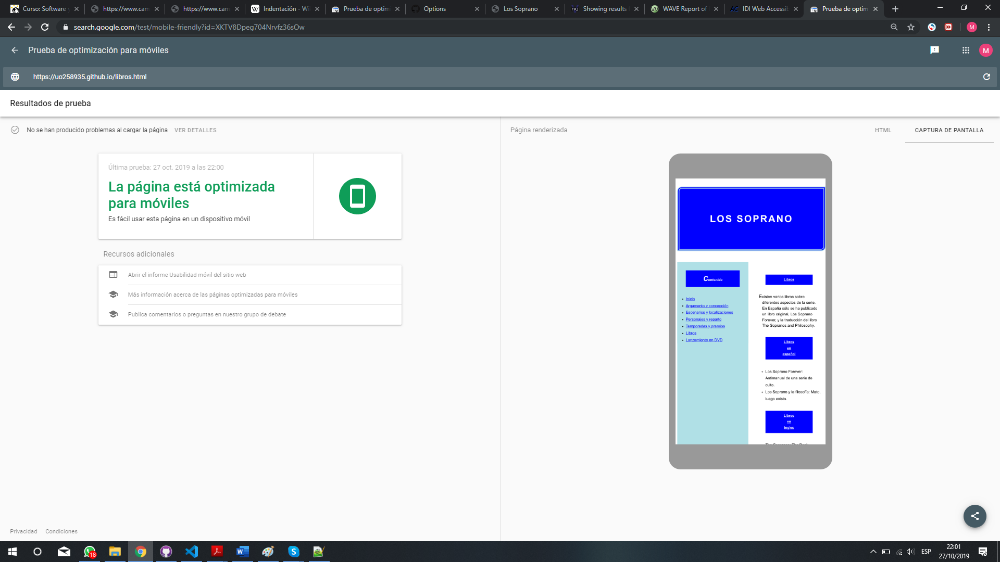 Curso: Software y
https://www.cam
https://www.cam
Indentación - Wi
Prueba de optim
Options
Los Soprano
Showing results f
WAVE Report of
IDI Web Accessib
Prueba de optim
search.google.com/test/mobile-friendly?id=XKTV8Dpeg704Nrvfz36sOw
M
Prueba de optimización para móviles
M
https://uo258935.github.io/libros.html
Resultados de prueba
No se han producido problemas al cargar la página VER DETALLES
Página renderizada
HTML
CAPTURA DE PANTALLA
Última prueba: 27 oct. 2019 a las 22:00
La página está optimizada
para móviles
Es fácil usar esta página en un dispositivo móvil
Recursos adicionales
Abrir el informe Usabilidad móvil del sitio web
Más información acerca de las páginas optimizadas para móviles
Publica comentarios o preguntas en nuestro grupo de debate
LOS SOPRANO
Contenido
Inicio
Argumento y concepción
Escenarios y localizaciones
Personajes y reparto
Temporadas y premios
Libros
Lanzamiento en DVD
Libros
Existen varios libros sobre
diferentes aspectos de la serie.
En España sólo se ha publicado
un libro original, Los Soprano
Forever, y la traducción del libro
The Sopranos and Philosophy.
Libros
en
español
Los Soprano Forever:
Antimanual de una serie de
culto.
Los Soprano y la filosofía: Mato,
luego existo.
Libros
en
ingles
Privacidad
Condiciones
18
ESP
22:01
27/10/2019